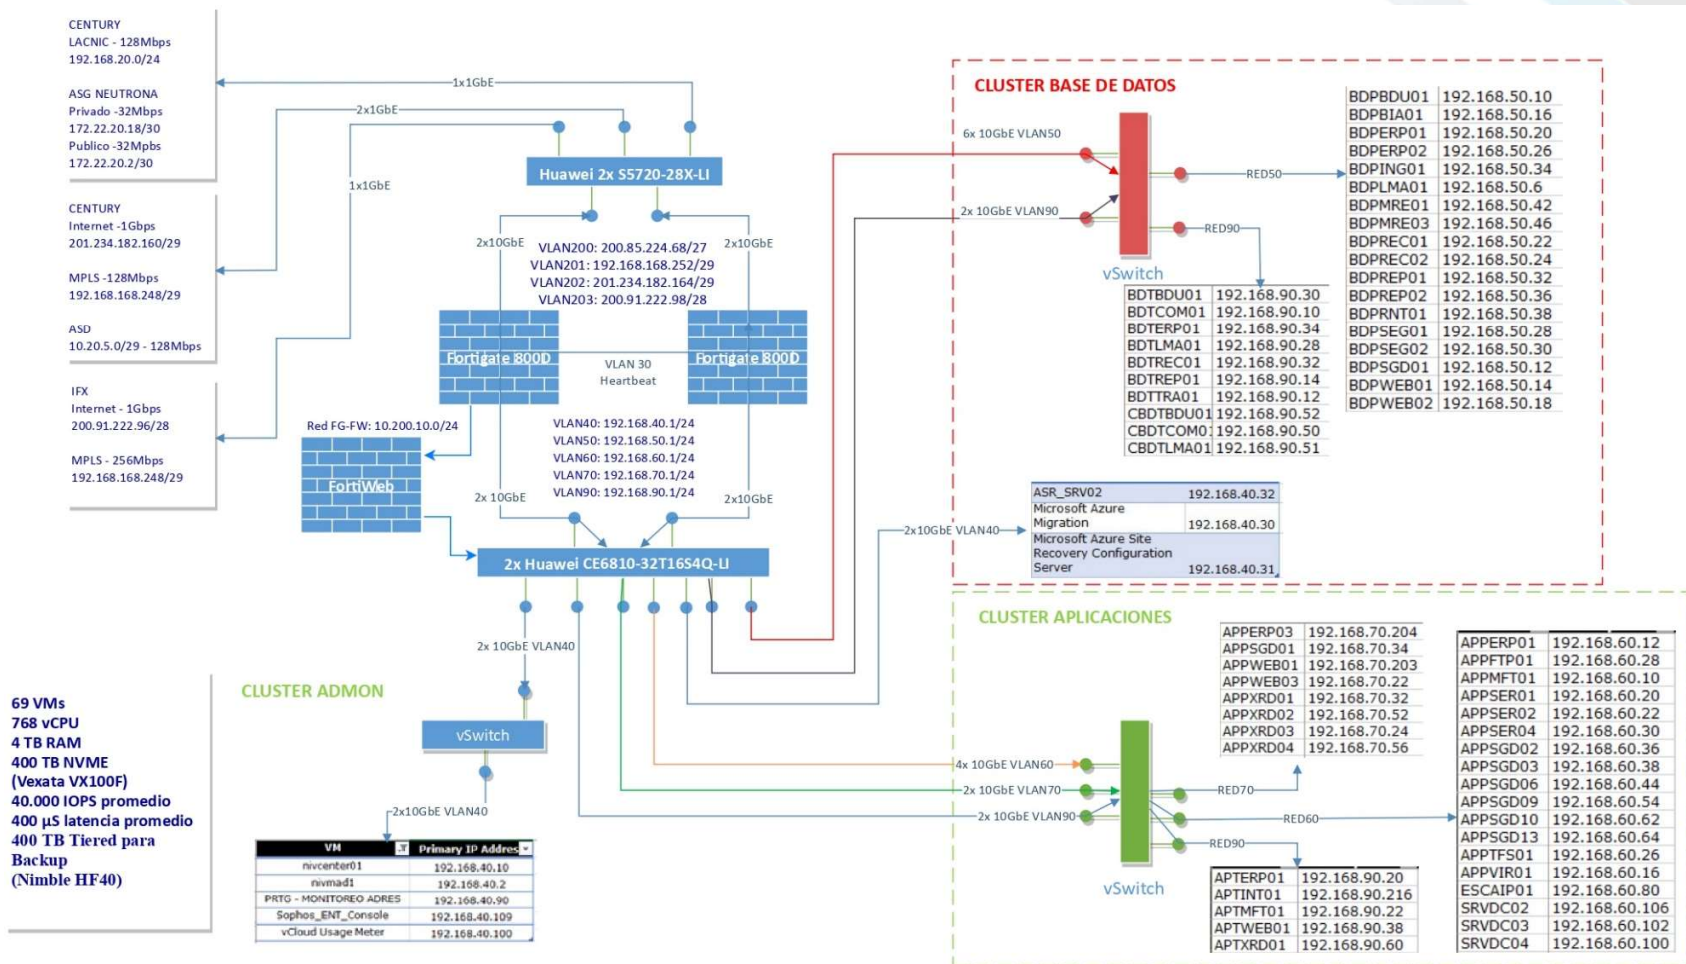 CENTURY
LACNIC - 128Mbps
192.168.20.0/24
ASG NEUTRONA
Privado -32Mbps
172.22.20.18/30
Publico -32Mpbs
172.22.20.2/30
CENTURY
Internet -1Gbps
201.234.182.160/29
MPLS -128Mbps
192.168.168.248/29
ASD
10.20.5.0/29 - 128Mbps
IFX
Internet - 1Gbps
200.91.222.96/28
MPLS - 256Mbps
192.168.168.248/29
1x1GbE
2x1GbE
1x1GbE
Huawei 2x S5720-28X-LI
2x10GbE
2x10GbE
VLAN200: 200.85.224.68/27
VLAN201: 192.168.168.252/29
VLAN202: 201.234.182.164/29
VLAN203: 200.91.222.98/28
Fortigate 800D
Fortigate 800D
VLAN 30
Heartbeat
Red FG-FW: 10.200.10.0/24
FortiWeb
VLAN40: 192.168.40.1/24
VLAN50: 192.168.50.1/24
VLAN60: 192.168.60.1/24
VLAN70: 192.168.70.1/24
VLAN90: 192.168.90.1/24
2x 10GbE
2x10GbE
2x Huawei CE6810-32T16S4Q-LI
2x 10GbE VLAN40
CLUSTER ADMON
vSwitch
2x10GbE VLAN40
VM Primary IP Addres
nivcenter01 192.168.40.10
nivmad1 192.168.40.2
PRTG - MONITOREO ADRES 192.168.40.90
Sophos_ENT_Console 192.168.40.109
vCloud Usage Meter 192.168.40.100
69 VMs
768 vCPU
4 TB RAM
400 TB NVME
(Vexata VX100F)
40.000 IOPS promedio
400 µS latencia promedio
400 TB Tiered para
Backup
(Nimble HF40)
CLUSTER BASE DE DATOS
6x 10GbE VLAN50
2x 10GbE VLAN90
vSwitch
RED50
RED90
BDPBDU01 192.168.50.10
BDPBIA01 192.168.50.16
BDPERP01 192.168.50.20
BDPERP02 192.168.50.26
BDPING01 192.168.50.34
BDPLMA01 192.168.50.6
BDPMRE01 192.168.50.42
BDPMRE03 192.168.50.46
BDPREC01 192.168.50.22
BDPREC02 192.168.50.24
BDPREP01 192.168.50.32
BDPREP02 192.168.50.36
BDPRNT01 192.168.50.38
BDPSEG01 192.168.50.28
BDPSEG02 192.168.50.30
BDPSGD01 192.168.50.12
BDPWEB01 192.168.50.14
BDPWEB02 192.168.50.18
BDTBDU01 192.168.90.30
BDTCOM01 192.168.90.10
BDTERP01 192.168.90.34
BDTLMA01 192.168.90.28
BDTREC01 192.168.90.32
BDTREP01 192.168.90.14
BDTTRA01 192.168.90.12
CBDTBDU01 192.168.90.52
CBDTCOM0 192.168.90.50
CBDTLMA01 192.168.90.51
2x10GbE VLAN40
ASR_SRV02 192.168.40.32
Microsoft Azure
Migration 192.168.40.30
Microsoft Azure Site
Recovery Configuration
Server 192.168.40.31
CLUSTER APLICACIONES
4x 10GbE VLAN60
2x 10GbE VLAN70
2x 10GbE VLAN90
vSwitch
RED70
RED60
RED90
APPERP03 192.168.70.204
APPSGD01 192.168.70.34
APPWEB01 192.168.70.203
APPWEB03 192.168.70.22
APPXRD01 192.168.70.32
APPXRD02 192.168.70.52
APPXRD03 192.168.70.24
APPXRD04 192.168.70.56
APPERP01 192.168.60.12
APPFTP01 192.168.60.28
APPMFT01 192.168.60.10
APPSER01 192.168.60.20
APPSER02 192.168.60.22
APPSER04 192.168.60.30
APPSGD02 192.168.60.36
APPSGD03 192.168.60.38
APPSGD06 192.168.60.44
APPSGD09 192.168.60.54
APPSGD10 192.168.60.62
APPSGD13 192.168.60.64
APPTFS01 192.168.60.26
APPVIR01 192.168.60.16
ESCAIP01 192.168.60.80
SRVDC02 192.168.60.106
SRVDC03 192.168.60.102
SRVDC04 192.168.60.100
APTERP01 192.168.90.20
APTINT01 192.168.90.216
APTMFT01 192.168.90.22
APTWEB01 192.168.90.38
APTXRD01 192.168.90.60